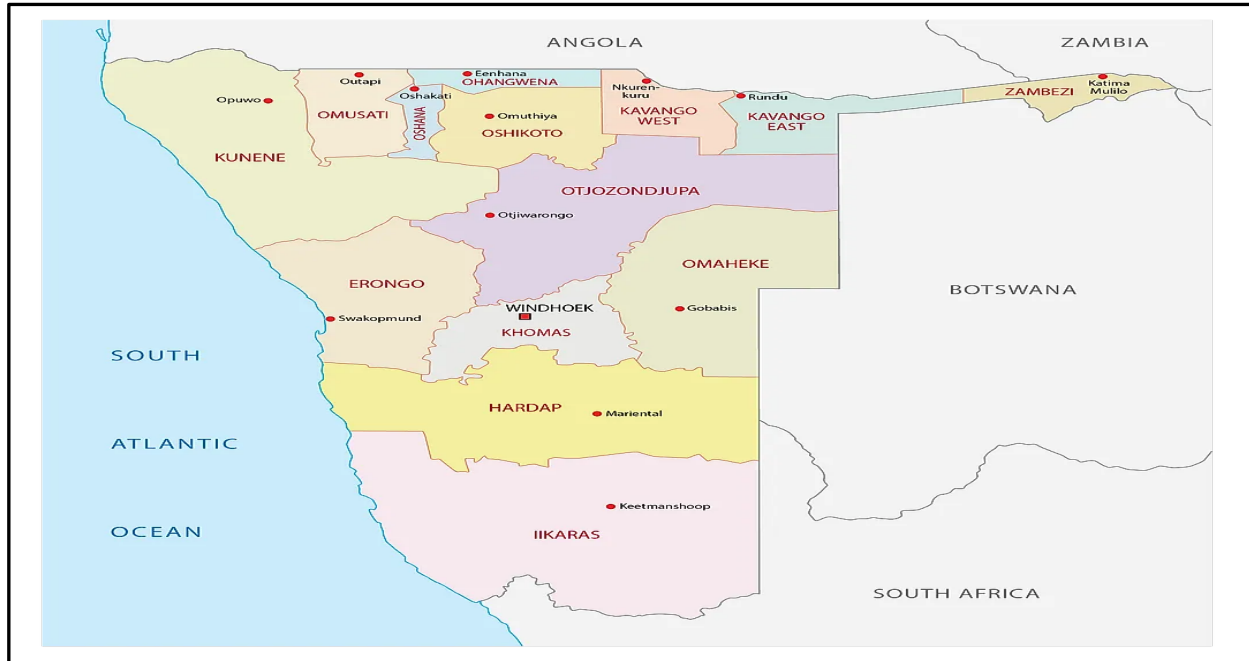 ANGOLA
ZAMBIA
Outapi
Eenhana
OHANGWENA
Oshakati
Opuwo
OMUSATI
OSHANA
Omuthiya
OSHIKOTO
Nkuren-
kuru
KAVANGO
WEST
Rundu
KAVANGO
EAST
ZAMBEZI
Katima
Mulilo
KUNENE
OTJOZONDJUPA
Otjiwarongo
OMAHEKE
ERONGO
BOTSWANA
WINDHOEK
Gobabis
Swakopmund
KHOMAS
SOUTH
HARDAP
Mariental
ATLANTIC
Keetmanshoop
OCEAN
IIKARAS
SOUTH AFRICA